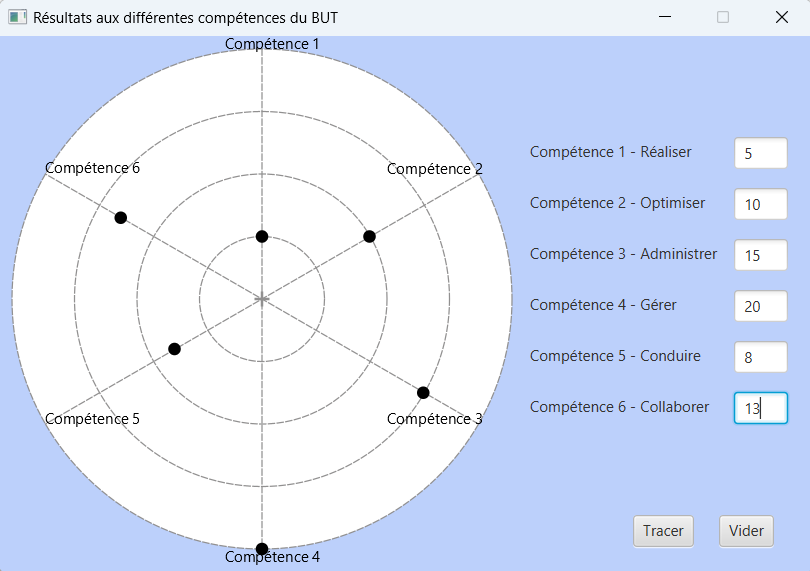 Résultats aux différentes compétences du BUT
Compétence 1
Compétence 6
Compétence 2
Compétence 5
Compétence 3
Compétence 4
Compétence 1 - Réaliser 5
Compétence 2 - Optimiser 10
Compétence 3 - Administrer 15
Compétence 4 - Gérer 20
Compétence 5 - Conduire 8
Compétence 6 - Collaborer 13
Tracer Vider